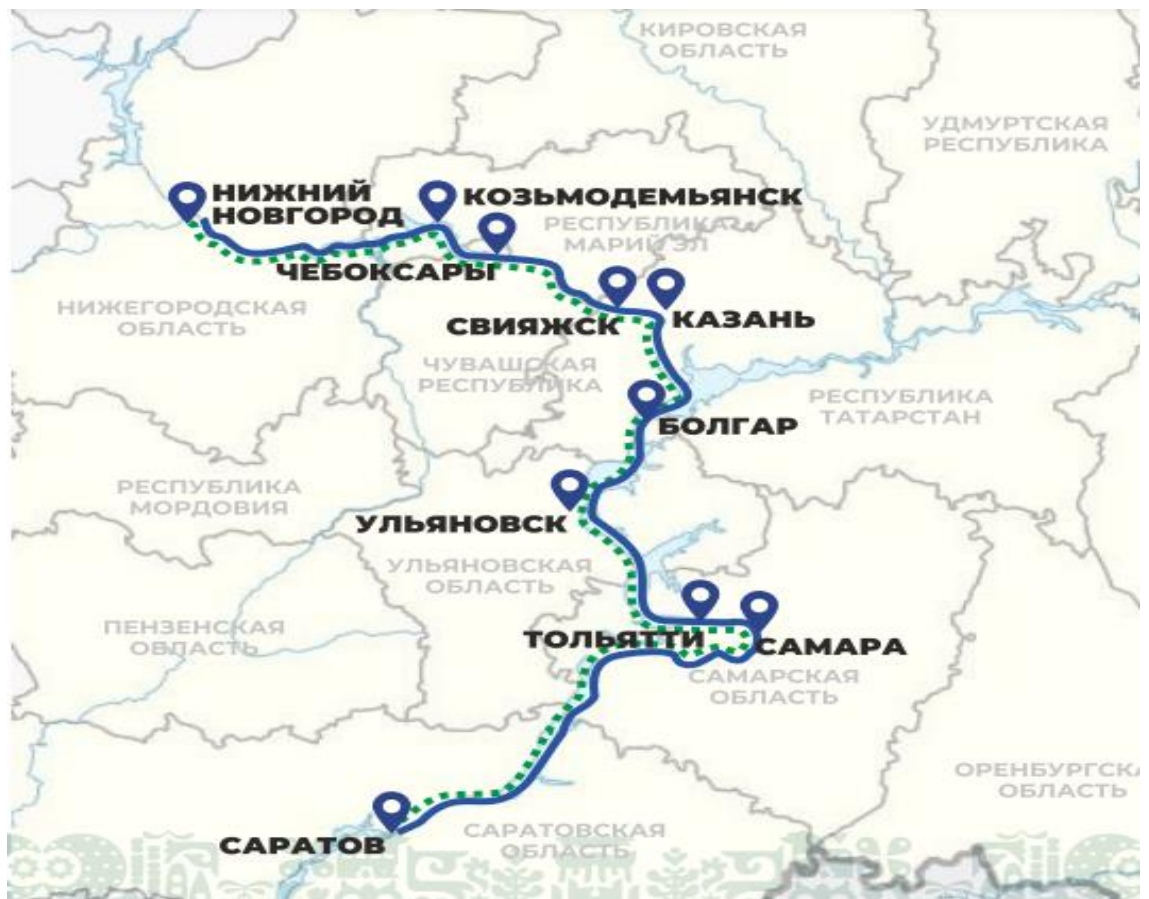 КИРОВСКАЯ
ОБЛАСТЬ
УДМУРТСКАЯ
РЕСПУБЛИКА
НИЖНИЙ
НОВГОРОД
КОЗЬМОДЕМЬЯНСК
РЕСПУБЛИКА
МАРИЙ ЭЛ
ЧЕБОКСАРЫ
НИЖЕГОРОДСКАЯ
ОБЛАСТЬ
СВИЯЖСК
КАЗАНЬ
ЧУВАШСКАЯ
РЕСПУБЛИКА
РЕСПУБЛИКА
ТАТАРСТАН
БОЛГАР
РЕСПУБЛИКА
МОРДОВИЯ
УЛЬЯНОВСК
УЛЬЯНОВСКАЯ
ОБЛАСТЬ
ПЕНЗЕНСКАЯ
ОБЛАСТЬ
ТОЛЬЯТТИ
САМАРА
САМАРСКАЯ
ОБЛАСТЬ
ОРЕНБУРГСКА
ОБЛАСТЬ
САРАТОВ
САРАТОВСКАЯ
ОБЛАСТЬ